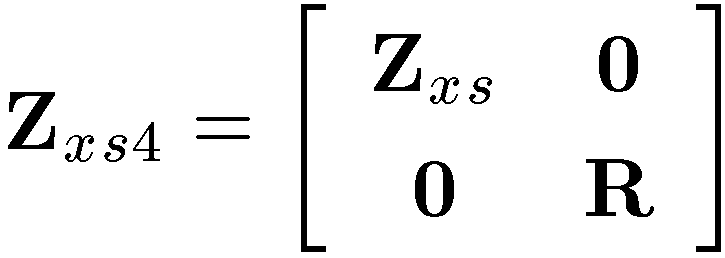 Z_{xs4} = [ Z_{xs} 0
0 R ]